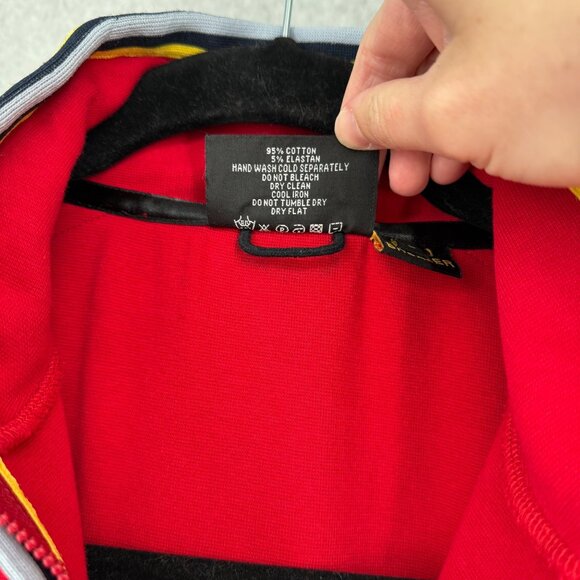 95% COTTON
5% ELASTAN
HAND WASH COLD SEPARATELY
DO NOT BLEACH
DRY CLEAN
COOL IRON
DO NOT TUMBLE DRY
DRY FLAT